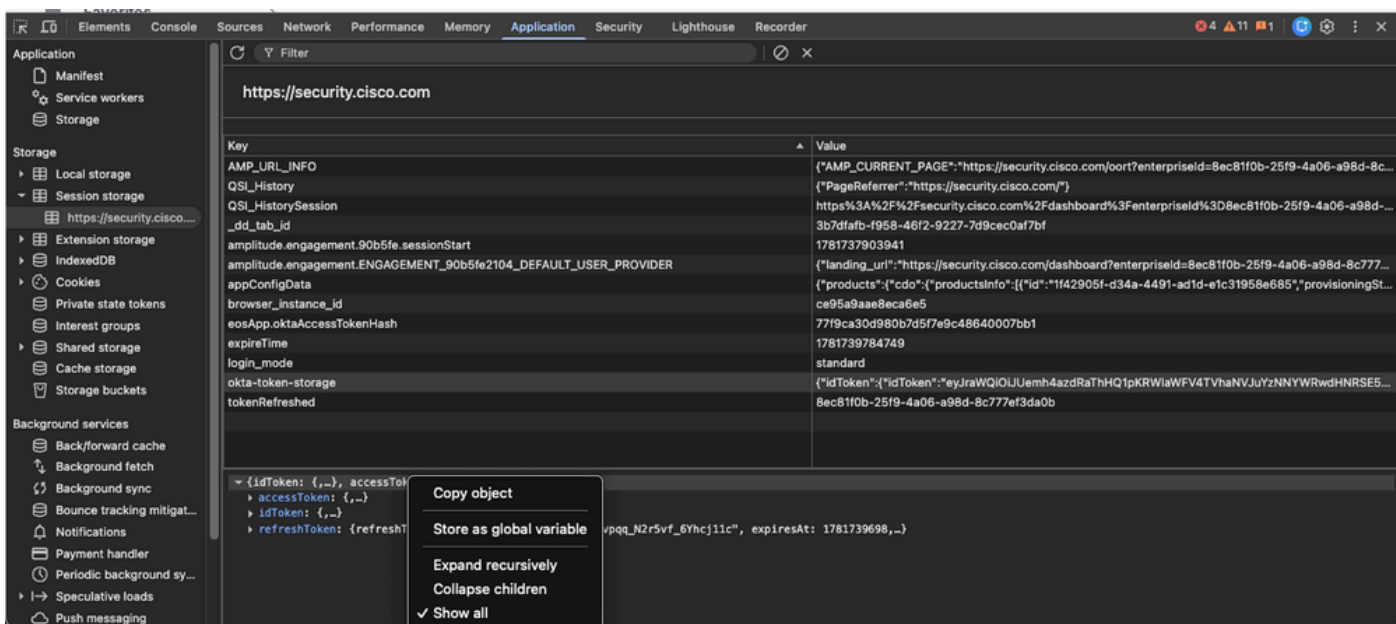 Favorites
Elements Console Sources Network Performance Memory Application Security Lighthouse Recorder 4 11 1
Application
Manifest
Service workers
Storage
Storage
Local storage
Session storage
https://security.cisco....
Extension storage
IndexedDB
Cookies
Private state tokens
Interest groups
Shared storage
Cache storage
Storage buckets
Background services
Back/forward cache
Background fetch
Background sync
Bounce tracking mitigat...
Notifications
Payment handler
Periodic background sy...
Speculative loads
Push messaging
Filter
https://security.cisco.com
Key Value
AMP_URL_INFO {"AMP_CURRENT_PAGE":"https://security.cisco.com/oort?enterpriseId=8ec81f0b-25f9-4a06-a98d-8c...
QSI_History {"PageReferrer":"https://security.cisco.com/"}
QSI_HistorySession https%3A%2F%2Fsecurity.cisco.com%2Fdashboard%3FenterpriseId%3D8ec81f0b-25f9-4a06-a98d-...
_dd_tab_id 3b7dfafb-f958-46f2-9227-7d9cec0af7bf
amplitude.engagement.90b5fe.sessionStart 1781737903941
amplitude.engagement.ENGAGEMENT_90b5fe2104_DEFAULT_USER_PROVIDER {"landing_url":"https://security.cisco.com/dashboard?enterpriseId=8ec81f0b-25f9-4a06-a98d-8c777...
appConfigData {"products":{"cdo":{"productsInfo":[{"id":"1f42905f-d34a-4491-ad1d-e1c31958e685","provisioningSt...
browser_instance_id ce95a9aae8eca6e5
eosApp.oktaAccessTokenHash 77f9ca30d980b7d5f7e9c48640007bb1
expireTime 1781739784749
login_mode standard
okta-token-storage {"idToken":{"idToken":"eyJraWQiOiJUemh4azdRaThHQ1pKRWlaWFV4TVhaNVJuYzNNYWRwdHNRSE5...
tokenRefreshed 8ec81f0b-25f9-4a06-a98d-8c777ef3da0b
{idToken: {,…}, accessTok
accessToken: {,…}
idToken: {,…}
refreshToken: {refreshT vpqq_N2r5vf_6Yhcj11c", expiresAt: 1781739698,…}
Copy object
Store as global variable
Expand recursively
Collapse children
Show all